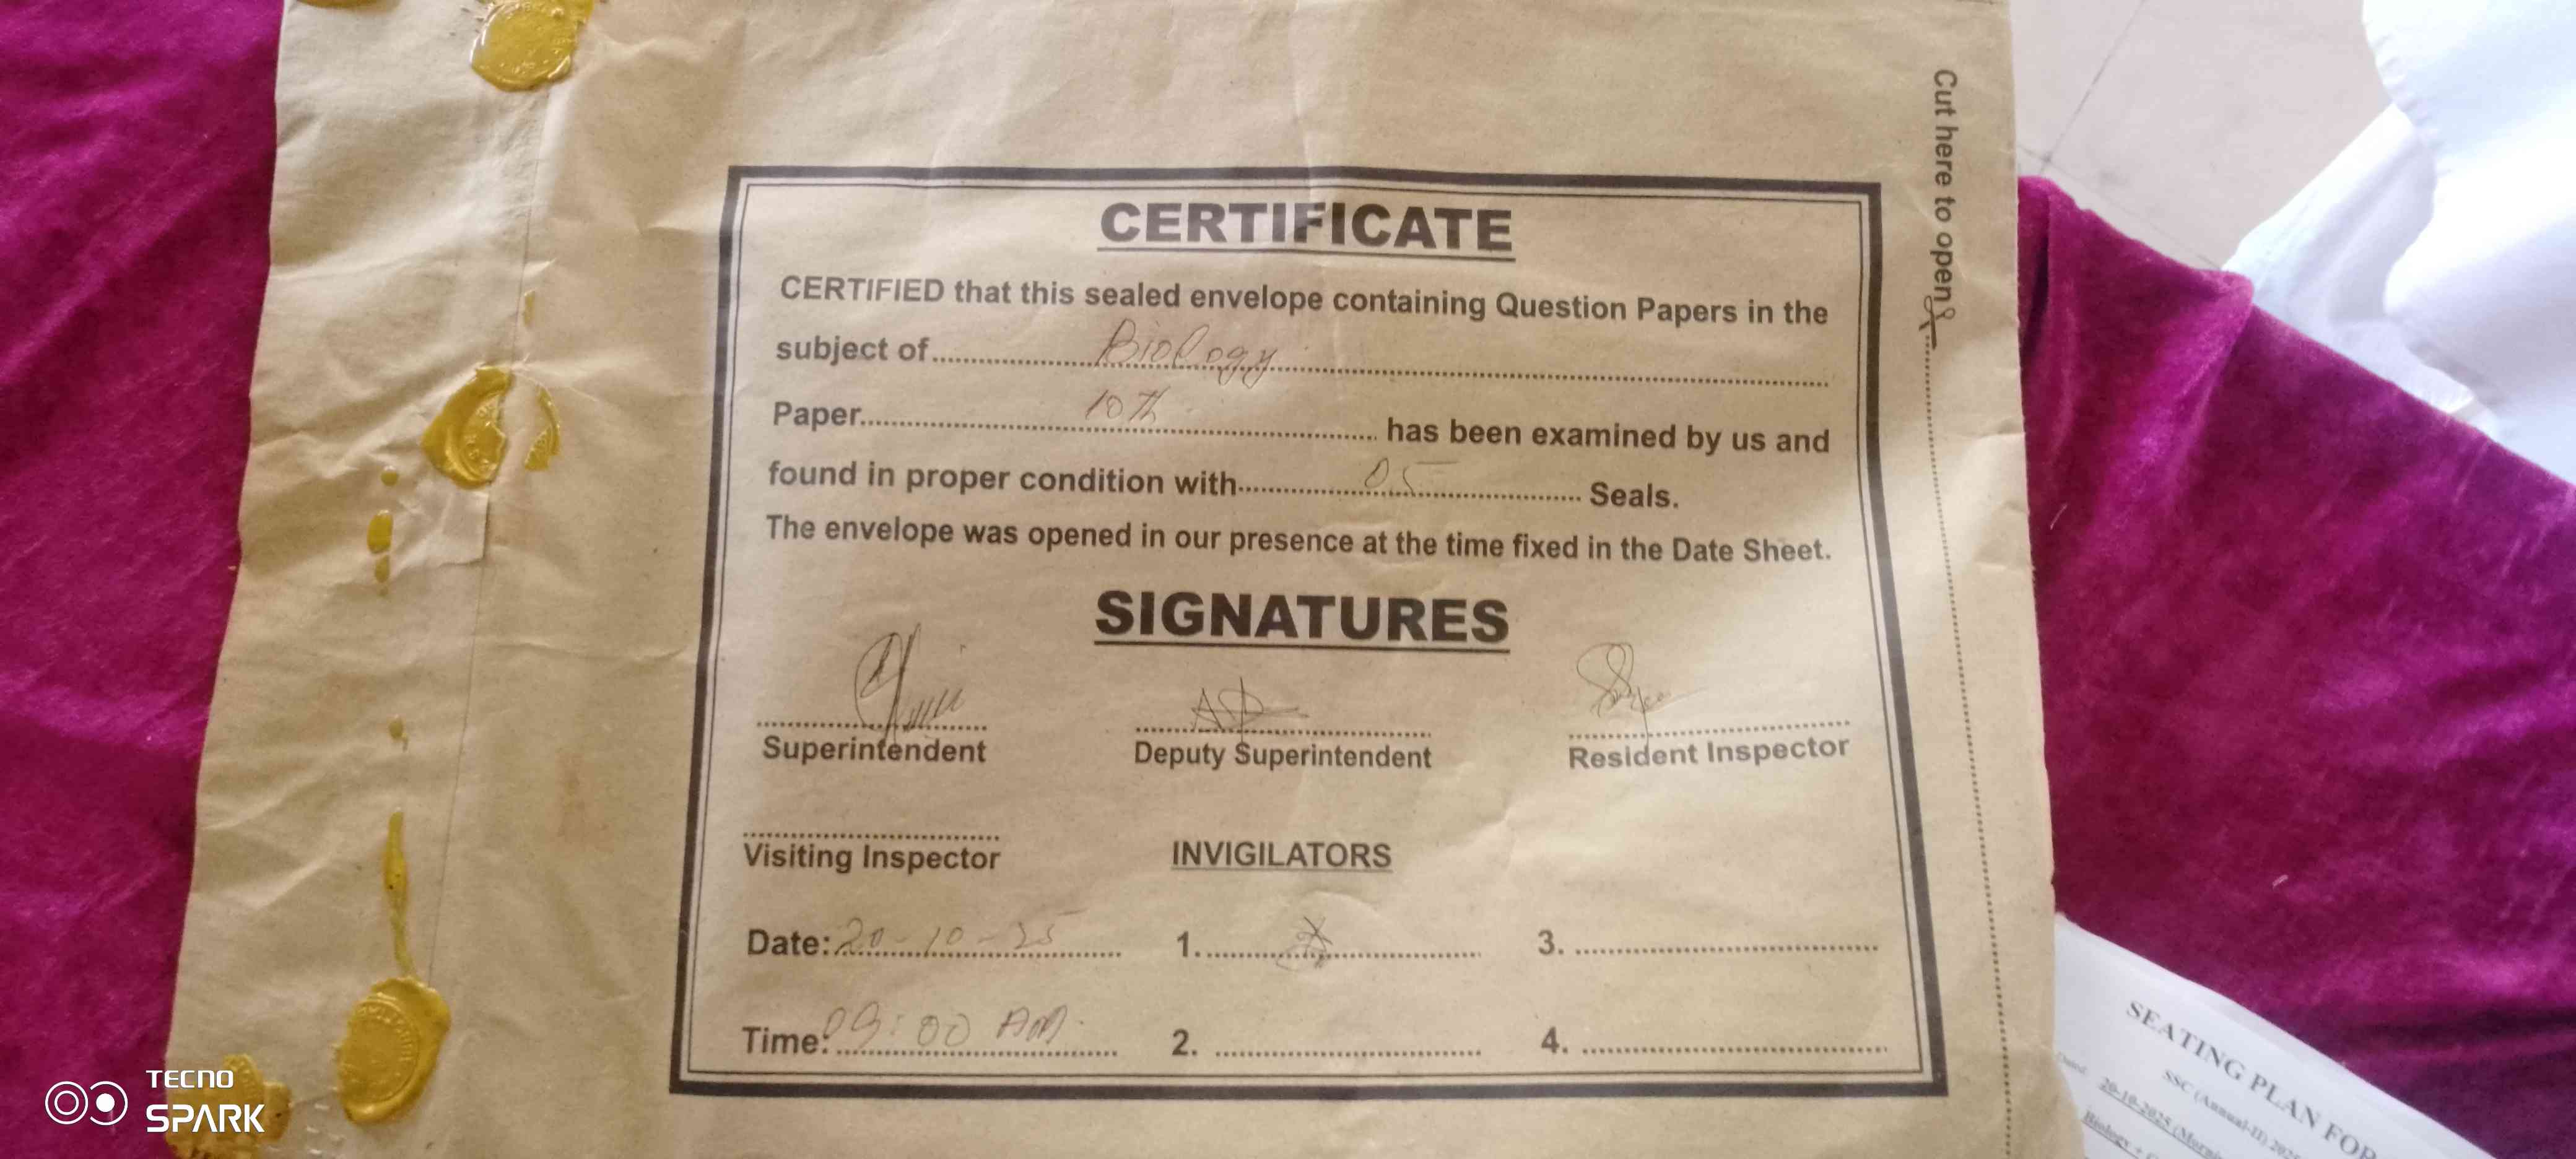 CERTIFICATE
CERTIFIED that this sealed envelope containing Question Papers in the
subject of Biology
Paper 10th has been examined by us and
found in proper condition with 05 Seals.
The envelope was opened in our presence at the time fixed in the Date Sheet.
SIGNATURES
Superintendent Deputy Superintendent Resident Inspector
Visiting Inspector INVIGILATORS
Date: 20-10-25 1. 3.
Time: 09:00 AM 2. 4.
Cut here to open
SEATING PLAN FOR
SSC (Annual-II) 2025
20-10-2025
Biology +
TECNO
SPARK